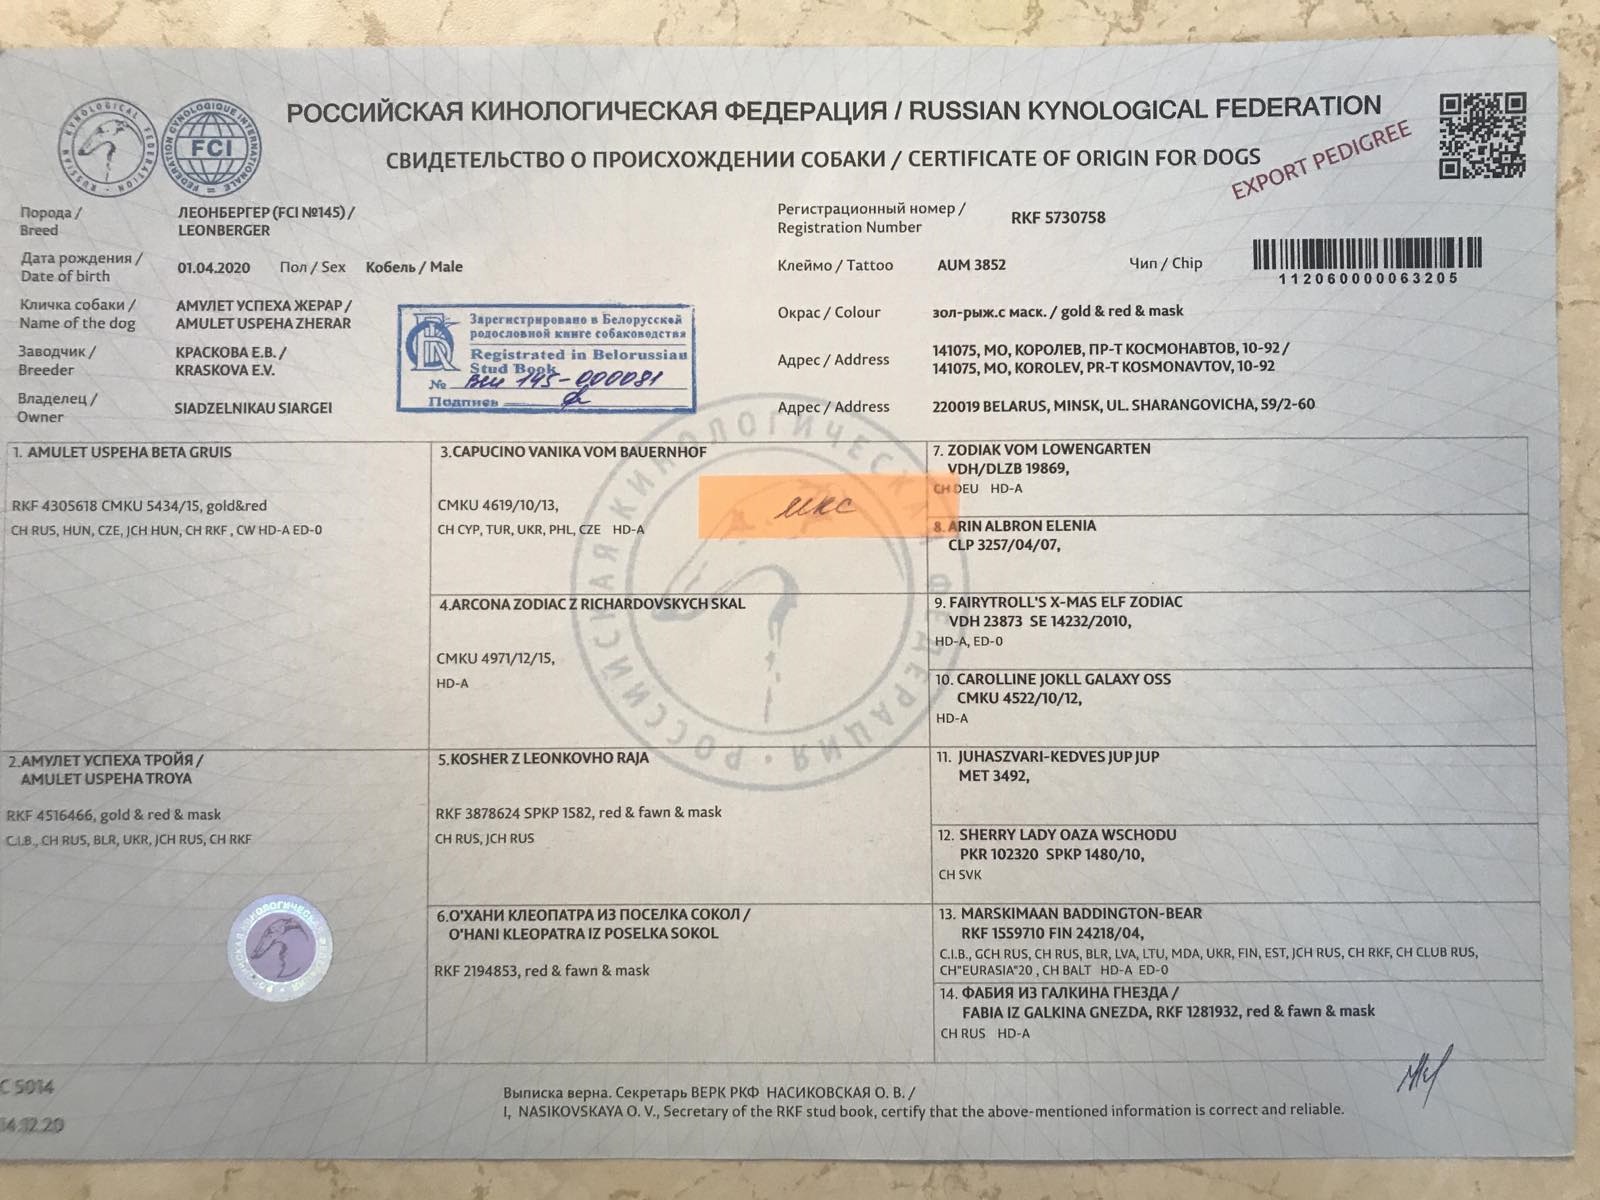 РОССИЙСКАЯ КИНОЛОГИЧЕСКАЯ ФЕДЕРАЦИЯ / RUSSIAN KYNOLOGICAL FEDERATION
СВИДЕТЕЛЬСТВО О ПРОИСХОЖДЕНИИ СОБАКИ / CERTIFICATE OF ORIGIN FOR DOGS
EXPORT PEDIGREE
RUSSIAN KYNOLOGICAL FEDERATION
FEDERATION CYNOLOGIQUE INTERNATIONALE
FCI
Порода /
Breed
ЛЕОНБЕРГЕР (FCI №145) /
LEONBERGER
Регистрационный номер /
Registration Number
RKF 5730758
Дата рождения /
Date of birth
01.04.2020
Пол / Sex
Кобель / Male
Клеймо / Tattoo
AUM 3852
Чип / Chip
112060000063205
Кличка собаки /
Name of the dog
АМУЛЕТ УСПЕХА ЖЕРАР /
AMULET USPEHA ZHERAR
Окрас / Colour
зол-рыж.с маск. / gold & red & mask
Заводчик /
Breeder
КРАСКОВА Е.В. /
KRASKOVA E.V.
Адрес / Address
141075, МО, КОРОЛЕВ, ПР-Т КОСМОНАВТОВ, 10-92 /
141075, MO, KOROLEV, PR-T KOSMONAVTOV, 10-92
Владелец /
Owner
SIADZELNIKAU SIARGEI
Адрес / Address
220019 BELARUS, MINSK, UL. SHARANGOVICHA, 59/2-60
Зарегистрировано в Белорусской
родословной книге собаководства
Registrated in Belorussian
Stud Book
№ 145-000081
Подпись
1. AMULET USPEHA BETA GRUIS
RKF 4305618 CMKU 5434/15, gold&red
CH RUS, HUN, CZE, JCH HUN, CH RKF , CW HD-A ED-0
2.АМУЛЕТ УСПЕХА ТРОЙЯ /
AMULET USPEHA TROYA
RKF 4516466, gold & red & mask
C.I.B., CH RUS, BLR, UKR, JCH RUS, CH RKF
3.CAPUCINO VANIKA VOM BAUERNHOF
CMKU 4619/10/13,
CH CYP, TUR, UKR, PHL, CZE HD-A
4.ARCONA ZODIAC Z RICHARDOVSKYCH SKAL
CMKU 4971/12/15,
HD-A
5.KOSHER Z LEONKOVHO RAJA
RKF 3878624 SPKP 1582, red & fawn & mask
CH RUS, JCH RUS
6.О'ХАНИ КЛЕОПАТРА ИЗ ПОСЕЛКА СОКОЛ /
O'HANI KLEOPATRA IZ POSELKA SOKOL
RKF 2194853, red & fawn & mask
7. ZODIAK VOM LOWENGARTEN
VDH/DLZB 19869,
CH DEU HD-A
8. ARIN ALBRON ELENIA
CLP 3257/04/07,
9. FAIRYTROLL'S X-MAS ELF ZODIAC
VDH 23873 SE 14232/2010,
HD-A, ED-0
10. CAROLLINE JOKLL GALAXY OSS
CMKU 4522/10/12,
HD-A
11. JUHASZVARI-KEDVES JUP JUP
MET 3492,
12. SHERRY LADY OAZA WSCHODU
PKR 102320 SPKP 1480/10,
CH SVK
13. MARSKIMAAN BADDINGTON-BEAR
RKF 1559710 FIN 24218/04,
C.I.B., GCH RUS, CH RUS, BLR, LVA, LTU, MDA, UKR, FIN, EST, JCH RUS, CH RKF, CH CLUB RUS,
CH"EURASIA"20 , CH BALT HD-A ED-0
14. ФАБИЯ ИЗ ГАЛКИНА ГНЕЗДА /
FABIA IZ GALKINA GNEZDA, RKF 1281932, red & fawn & mask
CH RUS HD-A
РОССИЙСКАЯ КИНОЛОГИЧЕСКАЯ ФЕДЕРАЦИЯ
С 5014
14.12.20
Выписка верна. Секретарь ВЕРК РКФ НАСИКОВСКАЯ О. В. /
I, NASIKOVSKAYA O. V., Secretary of the RKF stud book, certify that the above-mentioned information is correct and reliable.